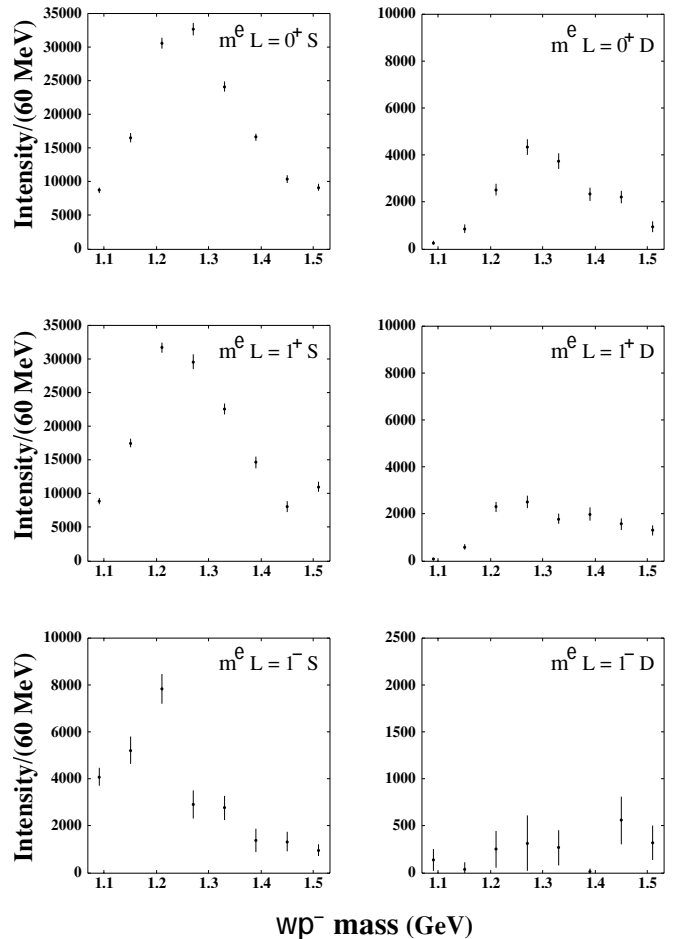 Intensity/(60 MeV)
35000
30000
25000
20000
15000
10000
5000
0
mᵉ L = 0⁺ S
1.1 1.2 1.3 1.4 1.5
10000
8000
6000
4000
2000
0
mᵉ L = 0⁺ D
1.1 1.2 1.3 1.4 1.5
Intensity/(60 MeV)
35000
30000
25000
20000
15000
10000
5000
0
mᵉ L = 1⁺ S
1.1 1.2 1.3 1.4 1.5
10000
8000
6000
4000
2000
0
mᵉ L = 1⁺ D
1.1 1.2 1.3 1.4 1.5
Intensity/(60 MeV)
10000
8000
6000
4000
2000
0
mᵉ L = 1⁻ S
1.1 1.2 1.3 1.4 1.5
2500
2000
1500
1000
500
0
mᵉ L = 1⁻ D
1.1 1.2 1.3 1.4 1.5
wp⁻ mass (GeV)